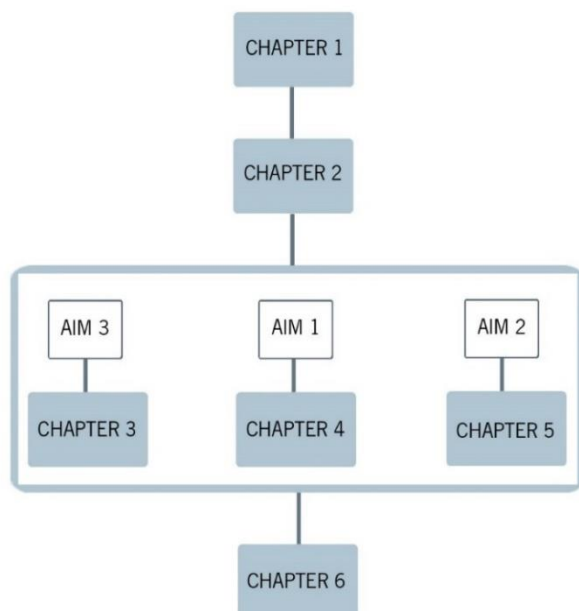 CHAPTER 1
CHAPTER 2
AIM 3
AIM 1
AIM 2
CHAPTER 3
CHAPTER 4
CHAPTER 5
CHAPTER 6